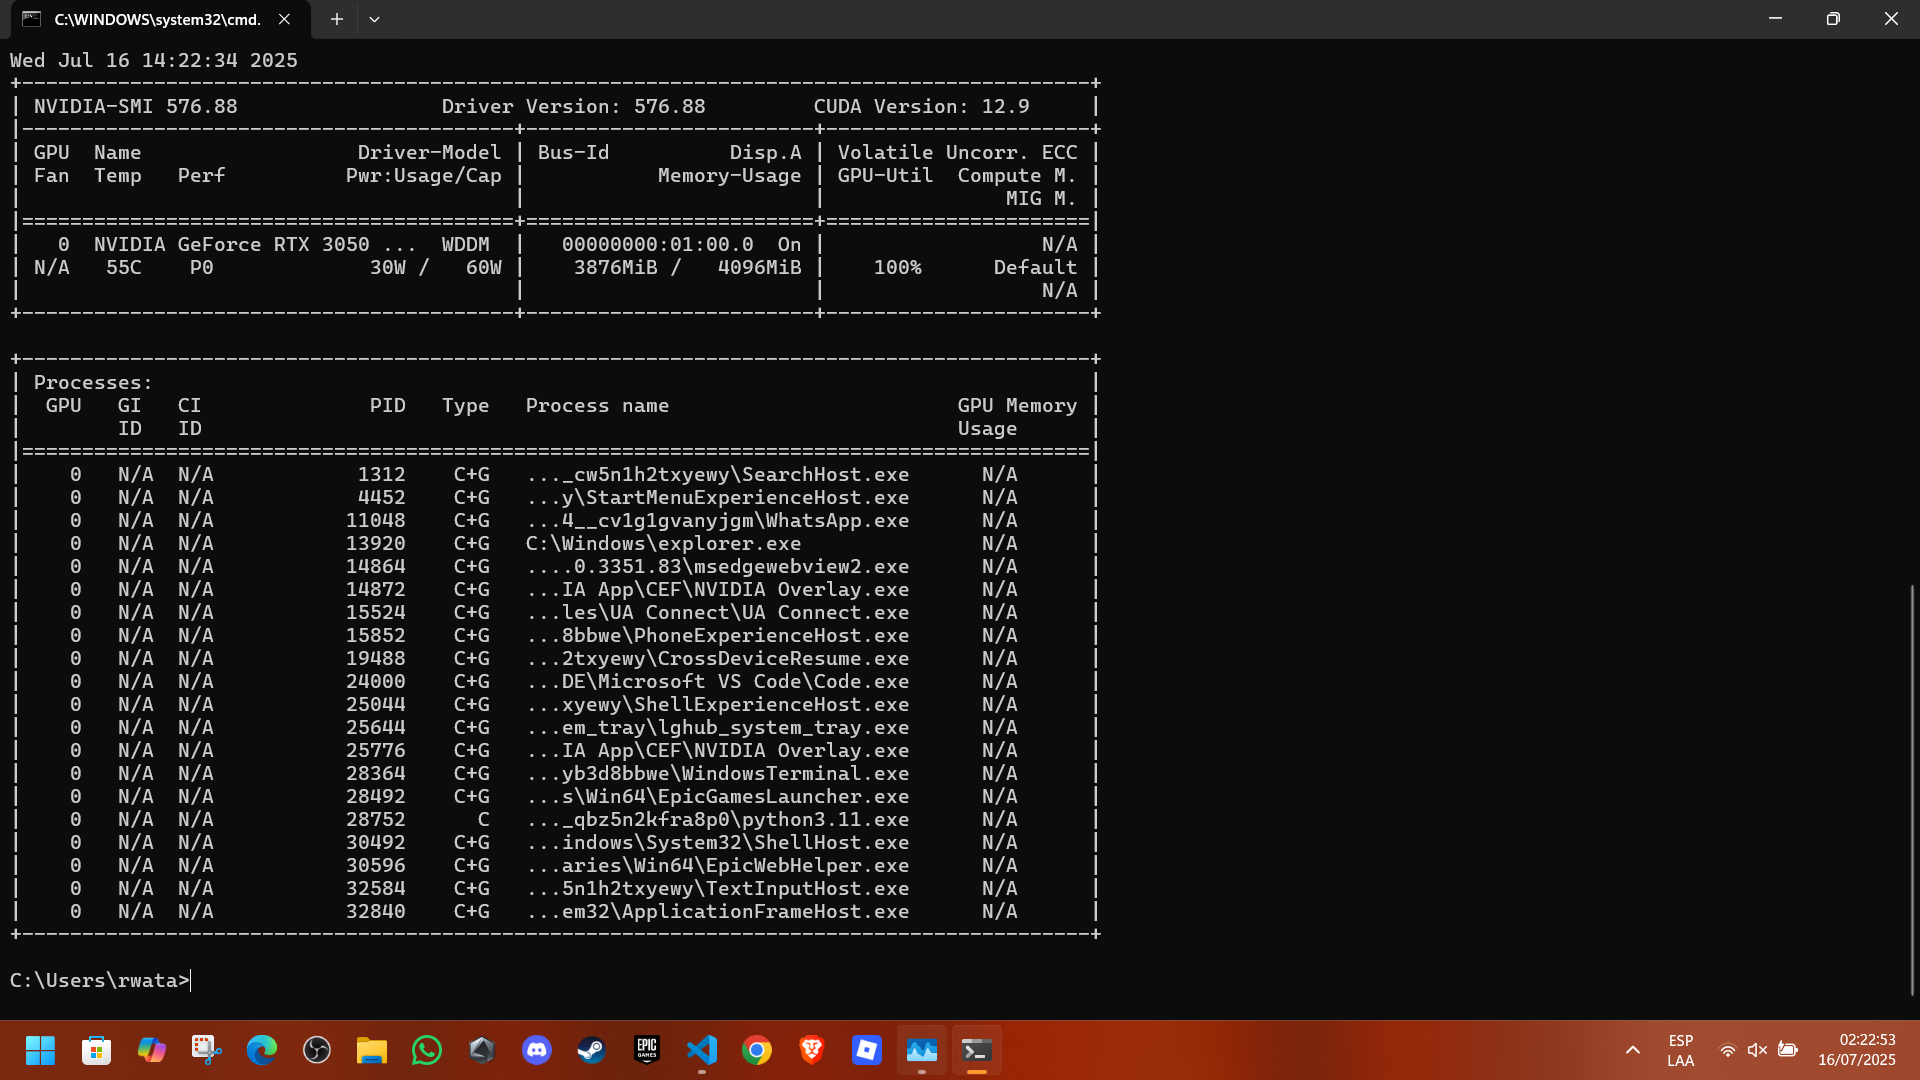 C:\WINDOWS\system32\cmd.
Wed Jul 16 14:22:34 2025
NVIDIA-SMI 576.88 Driver Version: 576.88 CUDA Version: 12.9
GPU Name Driver-Model | Bus-Id Disp.A | Volatile Uncorr. ECC
Fan Temp Perf Pwr:Usage/Cap | Memory-Usage | GPU-Util Compute M.
MIG M.
0 NVIDIA GeForce RTX 3050 ... WDDM | 00000000:01:00.0 On | N/A
N/A 55C P0 30W / 60W | 3876MiB / 4096MiB | 100% Default
N/A
Processes:
GPU GI CI PID Type Process name GPU Memory
ID ID Usage
0 N/A N/A 1312 C+G ..._cw5n1h2txyewy\SearchHost.exe N/A
0 N/A N/A 4452 C+G ...y\StartMenuExperienceHost.exe N/A
0 N/A N/A 11048 C+G ...4__cv1g1gvanyjgm\WhatsApp.exe N/A
0 N/A N/A 13920 C+G C:\Windows\explorer.exe N/A
0 N/A N/A 14864 C+G ....0.3351.83\msedgewebview2.exe N/A
0 N/A N/A 14872 C+G ...IA App\CEF\NVIDIA Overlay.exe N/A
0 N/A N/A 15524 C+G ...les\UA Connect\UA Connect.exe N/A
0 N/A N/A 15852 C+G ...8bbwe\PhoneExperienceHost.exe N/A
0 N/A N/A 19488 C+G ...2txyewy\CrossDeviceResume.exe N/A
0 N/A N/A 24000 C+G ...DE\Microsoft VS Code\Code.exe N/A
0 N/A N/A 25044 C+G ...xyewy\ShellExperienceHost.exe N/A
0 N/A N/A 25644 C+G ...em_tray\lghub_system_tray.exe N/A
0 N/A N/A 25776 C+G ...IA App\CEF\NVIDIA Overlay.exe N/A
0 N/A N/A 28364 C+G ...yb3d8bbwe\WindowsTerminal.exe N/A
0 N/A N/A 28492 C+G ...s\Win64\EpicGamesLauncher.exe N/A
0 N/A N/A 28752 C ..._qbz5n2kfra8p0\python3.11.exe N/A
0 N/A N/A 30492 C+G ...indows\System32\ShellHost.exe N/A
0 N/A N/A 30596 C+G ...aries\Win64\EpicWebHelper.exe N/A
0 N/A N/A 32584 C+G ...5n1h2txyewy\TextInputHost.exe N/A
0 N/A N/A 32840 C+G ...em32\ApplicationFrameHost.exe N/A
C:\Users\rwata>
EPIC
GAMES
ESP
LAA
02:22:53
16/07/2025